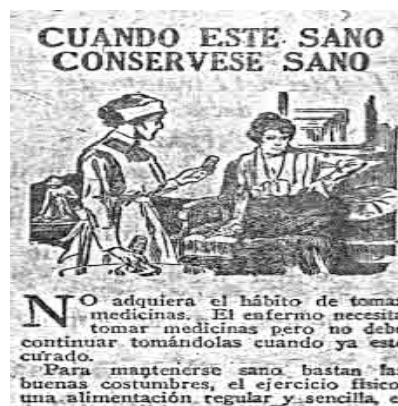 CUANDO ESTE SANO
CONSERVESE SANO
NO adquiera el hábito de tomar
medicinas. El enfermo necesita
tomar medicinas pero no debe
continuar tomándolas cuando ya esté
curado.
Para mantenerse sano bastan las
buenas costumbres, el ejercicio físico,
una alimentación regular y sencilla, e